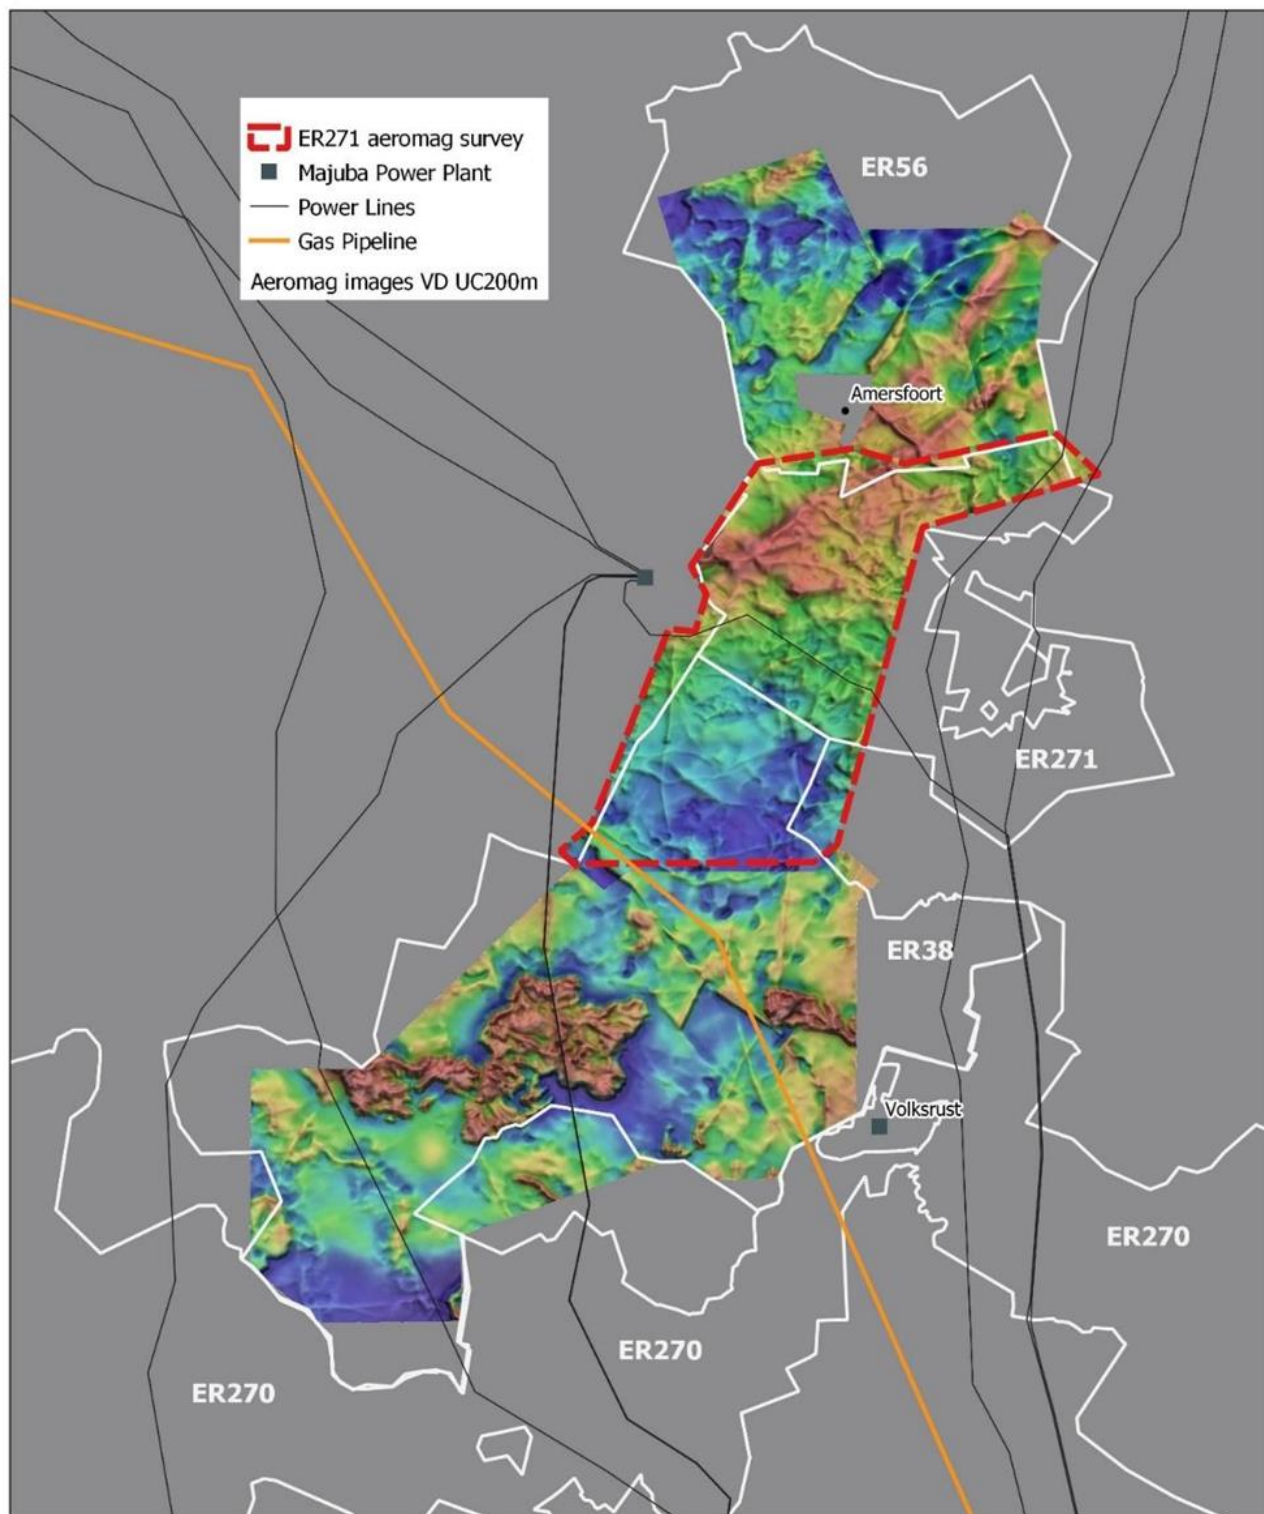 ER271 aeromag survey
Majuba Power Plant
Power Lines
Gas Pipeline
Aeromag images VD UC200m
ER56
Amersfoort
ER271
ER38
Volksrust
ER270
ER270
ER270